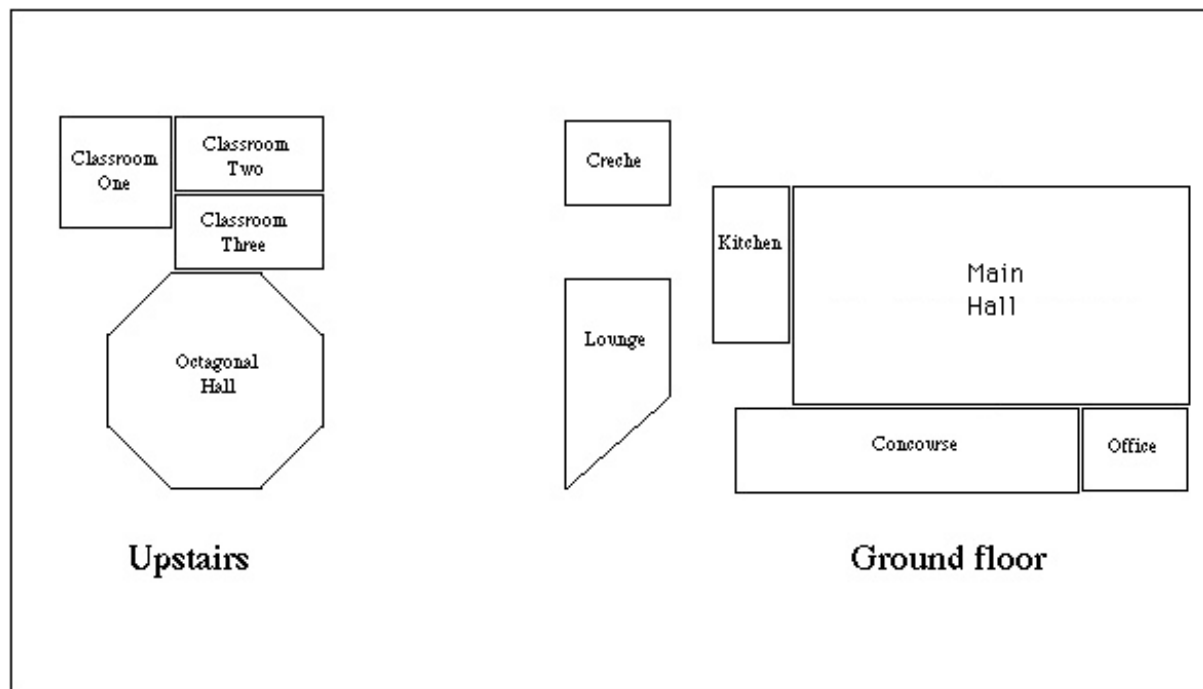 Classroom
One
Classroom
Two
Classroom
Three
Octagonal
Hall
Upstairs
Creche
Kitchen
Main
Hall
Lounge
Concourse
Office
Ground floor